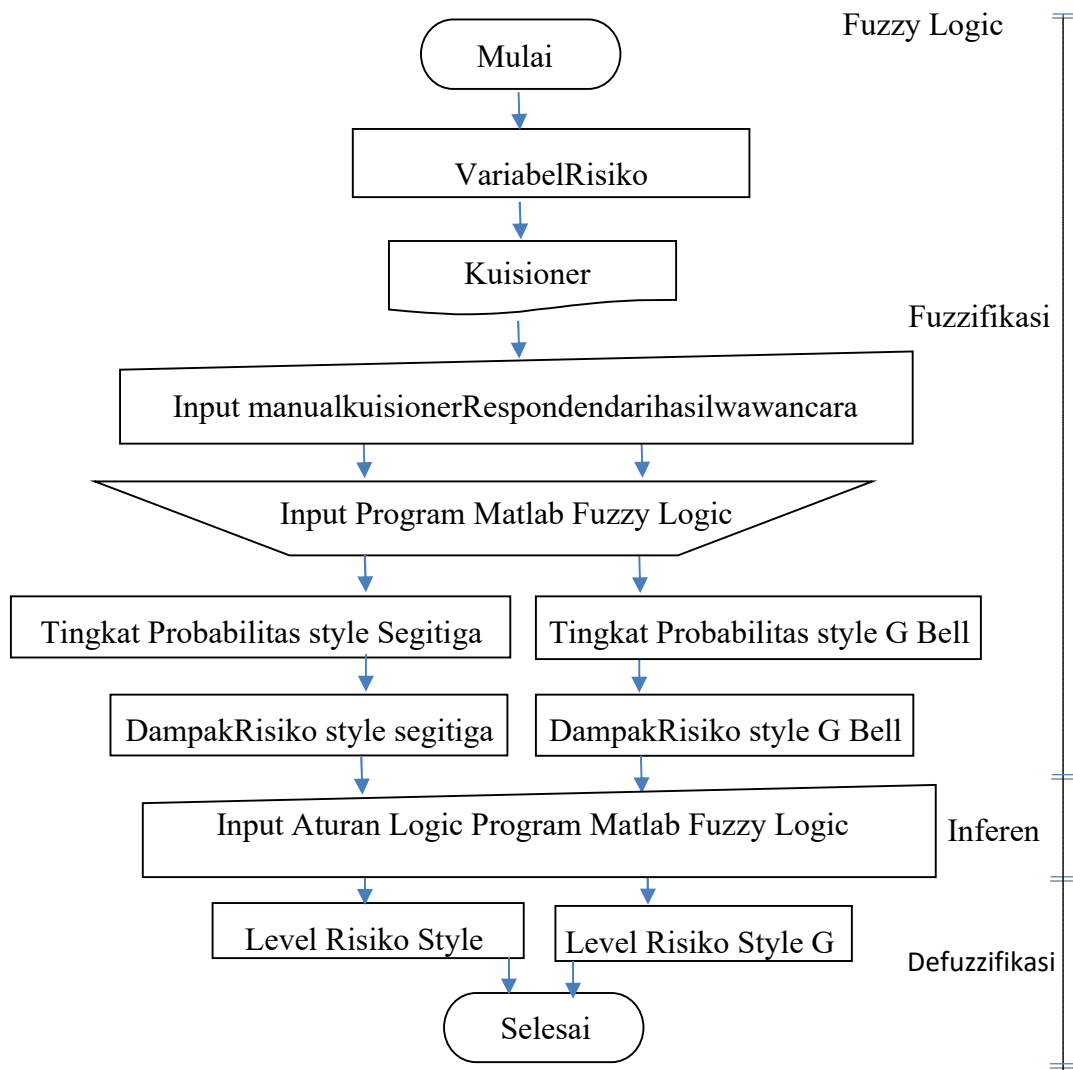 Fuzzy Logic
Mulai
VariabelRisiko
Kuisioner
Fuzzifikasi
Input manualkuisionerRespondendarihasilwawancara
Input Program Matlab Fuzzy Logic
Tingkat Probabilitas style Segitiga
Tingkat Probabilitas style G Bell
DampakRisiko style segitiga
DampakRisiko style G Bell
Input Aturan Logic Program Matlab Fuzzy Logic
Inferen
Level Risiko Style
Level Risiko Style G
Defuzzifikasi
Selesai